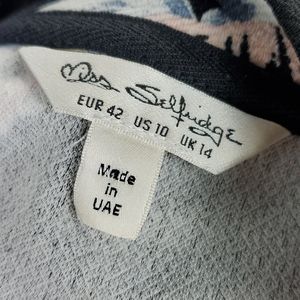 Miss Selfridge
EUR 42 US 10 UK 14
Made
in
UAE